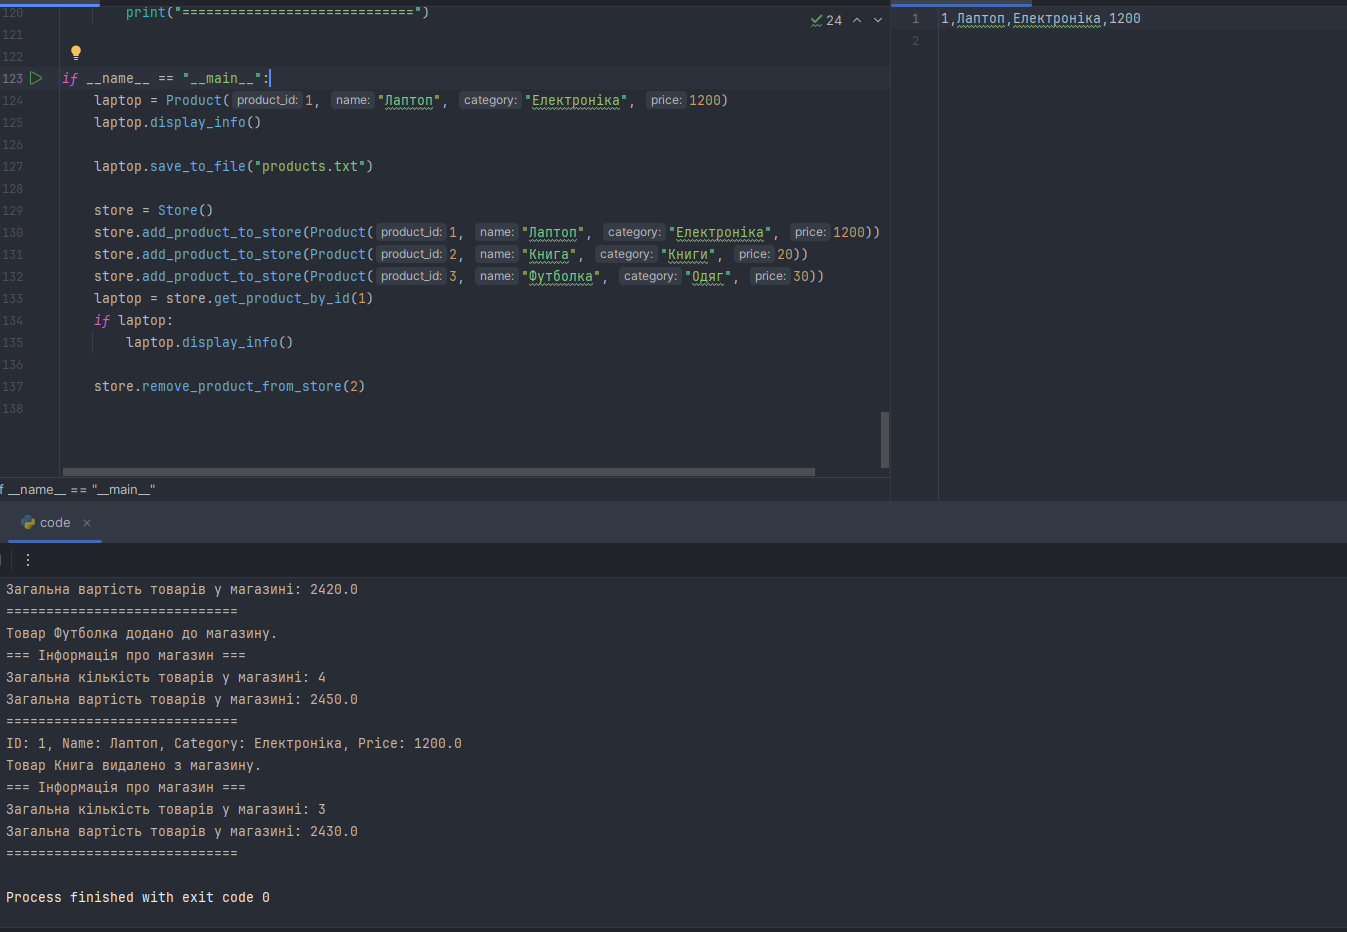 120 print("=============================")
24
121
122
123 if __name__ == "__main__":
124 laptop = Product( product_id: 1, name: "Лаптоп", category: "Електроніка", price: 1200)
125 laptop.display_info()
126
127 laptop.save_to_file("products.txt")
128
129 store = Store()
130 store.add_product_to_store(Product( product_id: 1, name: "Лаптоп", category: "Електроніка", price: 1200))
131 store.add_product_to_store(Product( product_id: 2, name: "Книга", category: "Книги", price: 20))
132 store.add_product_to_store(Product( product_id: 3, name: "Футболка", category: "Одяг", price: 30))
133 laptop = store.get_product_by_id(1)
134 if laptop:
135 laptop.display_info()
136
137 store.remove_product_from_store(2)
138
f __name__ == "__main__"
1 1,Лаптоп,Електроніка,1200
2
code
Загальна вартість товарів у магазині: 2420.0
=============================
Товар Футболка додано до магазину.
=== Інформація про магазин ===
Загальна кількість товарів у магазині: 4
Загальна вартість товарів у магазині: 2450.0
=============================
ID: 1, Name: Лаптоп, Category: Електроніка, Price: 1200.0
Товар Книга видалено з магазину.
=== Інформація про магазин ===
Загальна кількість товарів у магазині: 3
Загальна вартість товарів у магазині: 2430.0
=============================
Process finished with exit code 0